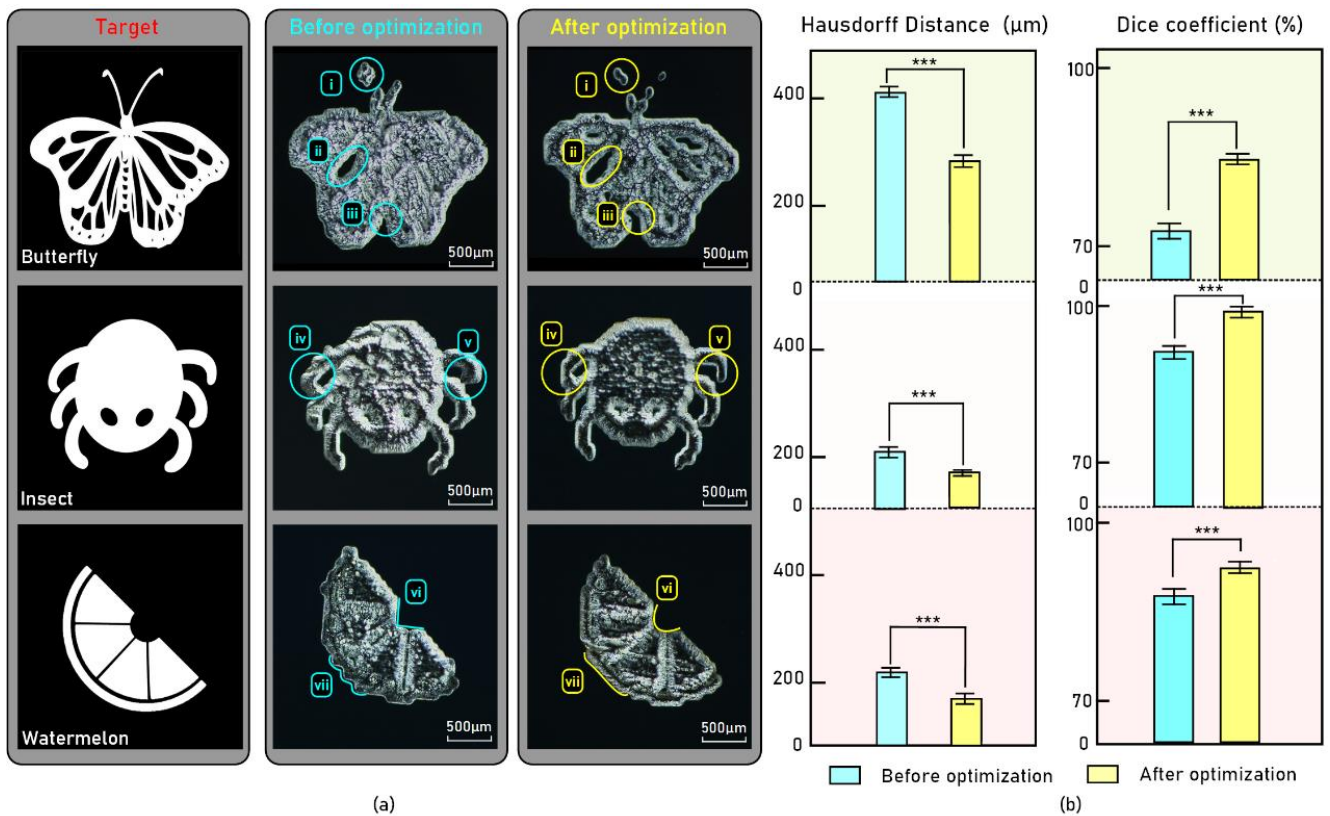 Target
Before optimization
After optimization
Hausdorff Distance (µm)
Dice coefficient (%)
Butterfly
i
ii
iii
500µm
i
ii
iii
500µm
Insect
iv
v
500µm
iv
v
500µm
Watermelon
vi
vii
500µm
vi
vii
500µm
(a)
400
200
0
***
400
200
0
***
400
200
0
***
100
70
0
***
100
70
0
***
100
70
0
***
Before optimization
After optimization
(b)